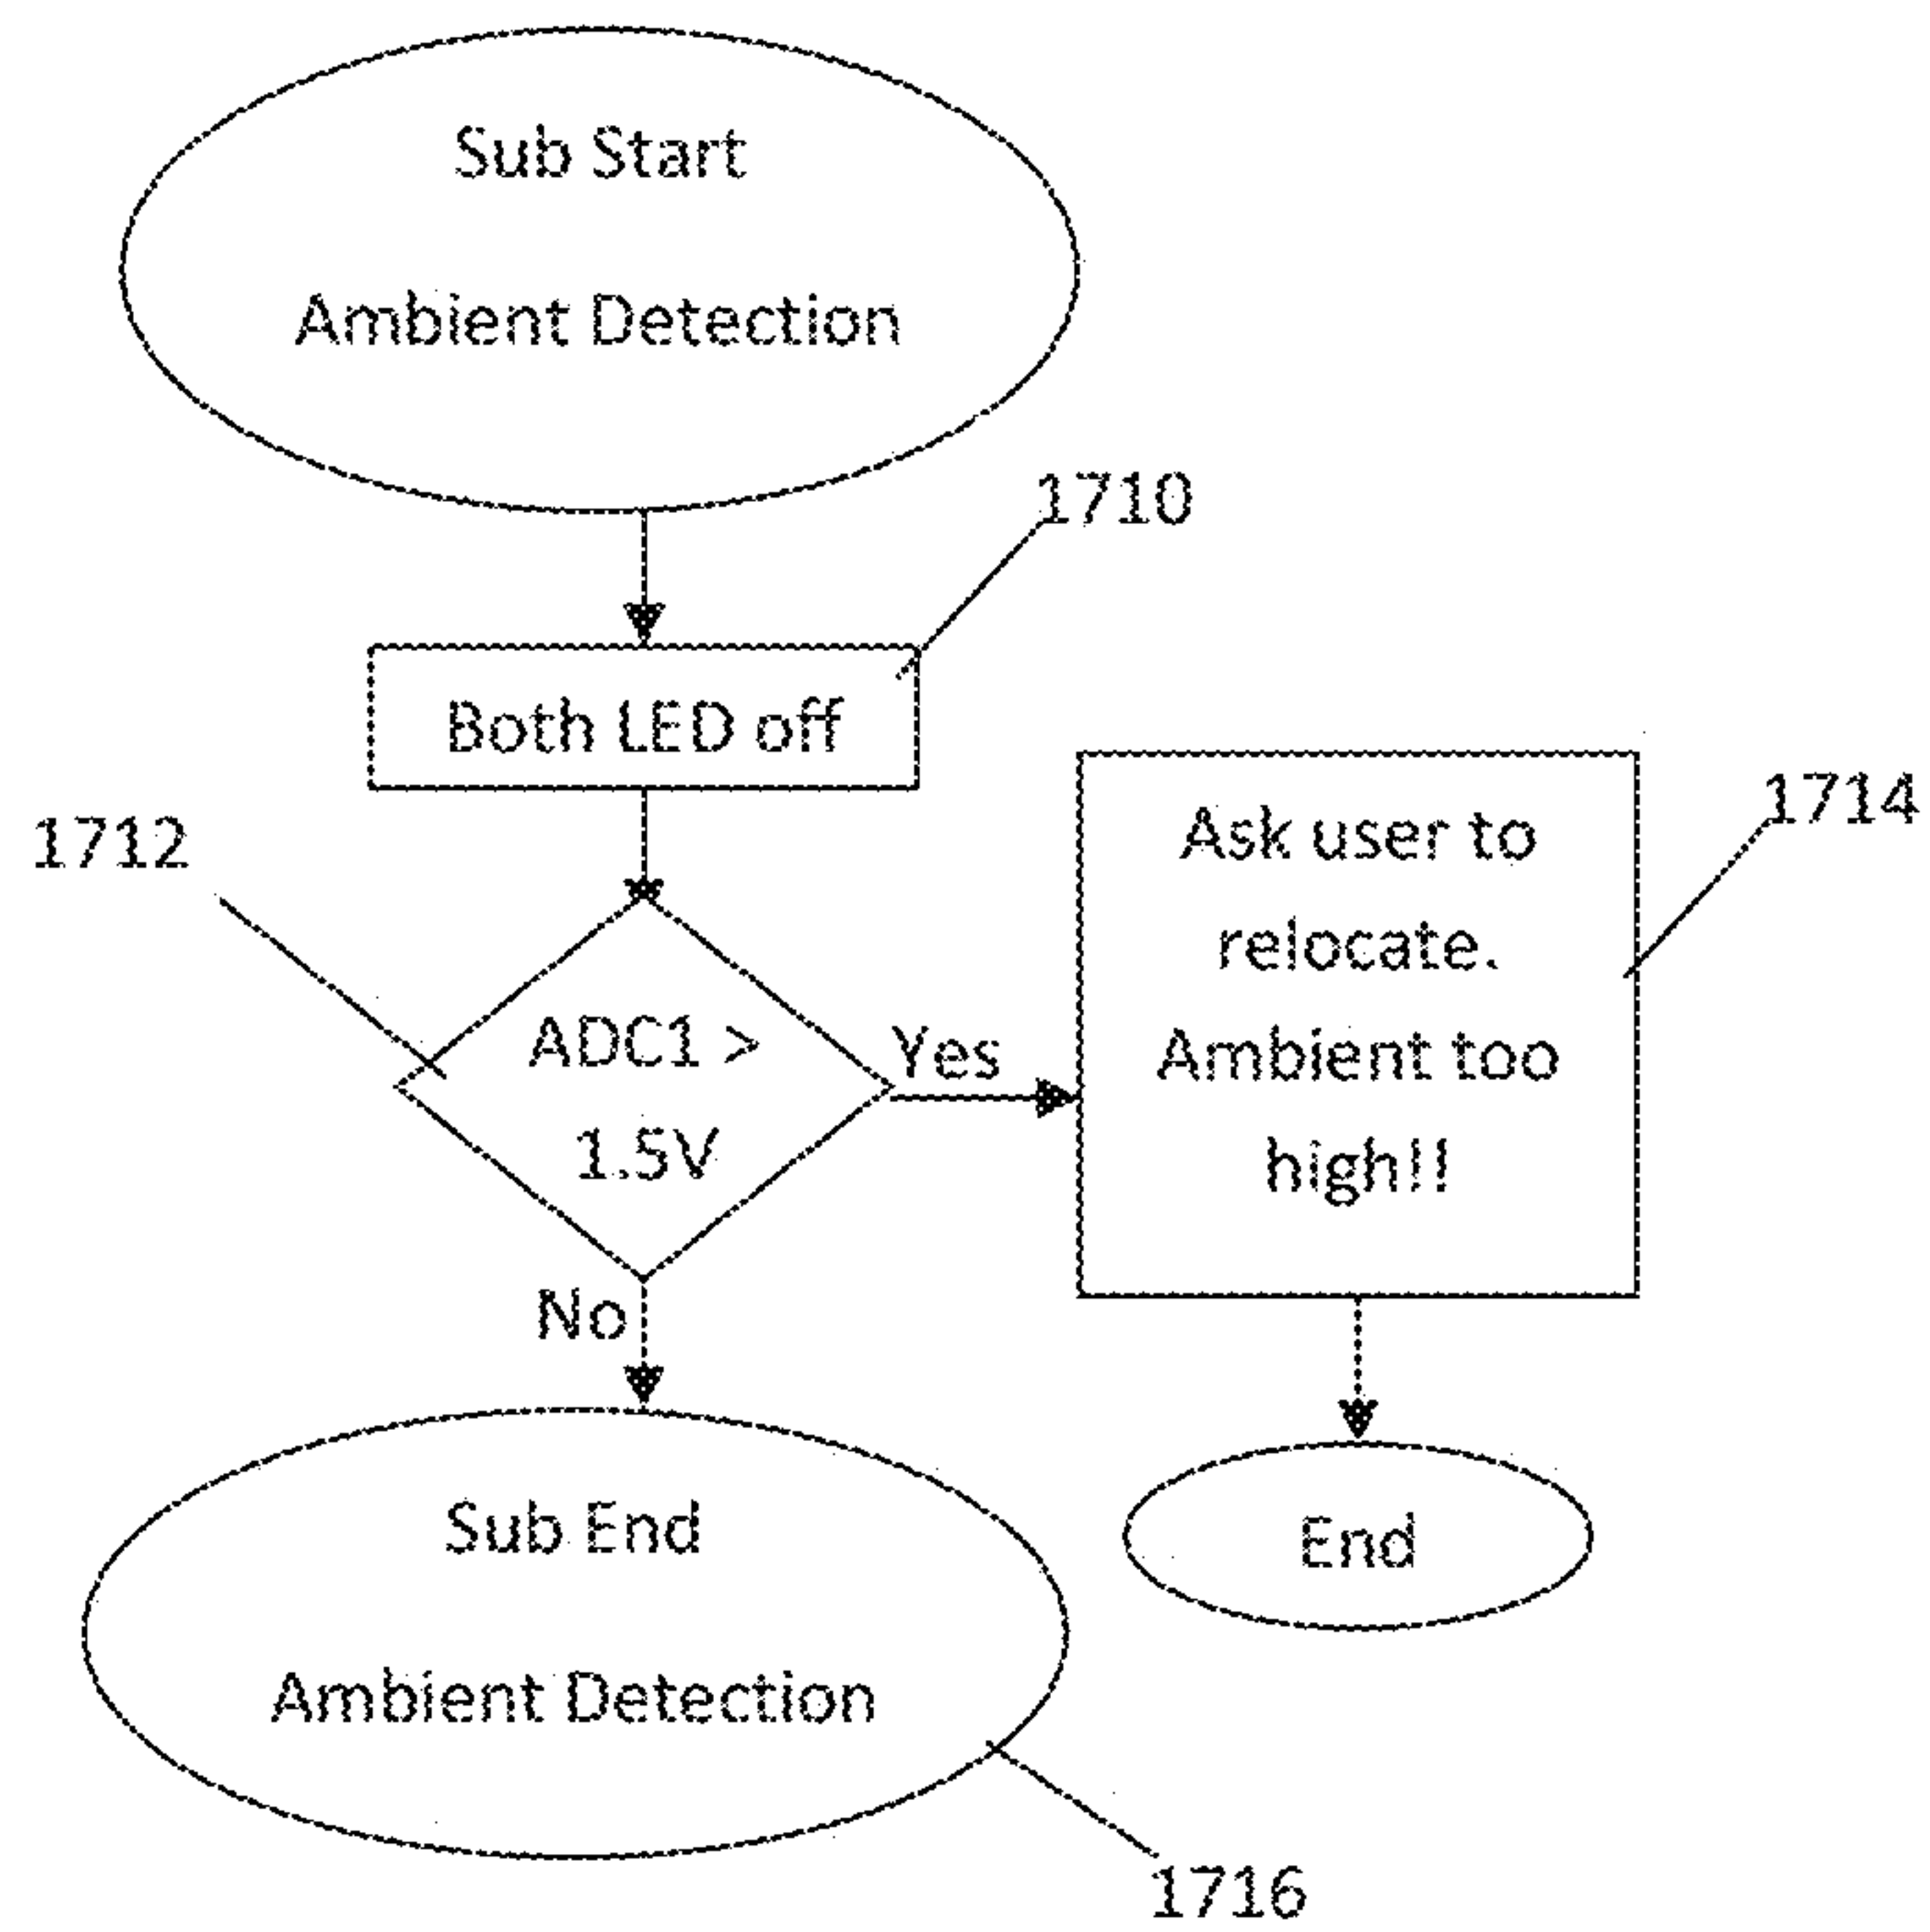 Sub Start
Ambient Detection
1710
Both LED off
1712
ADC1 >
1.5V
Yes
1714
Ask user to
relocate.
Ambient too
high!!
No
Sub End
Ambient Detection
End
1716